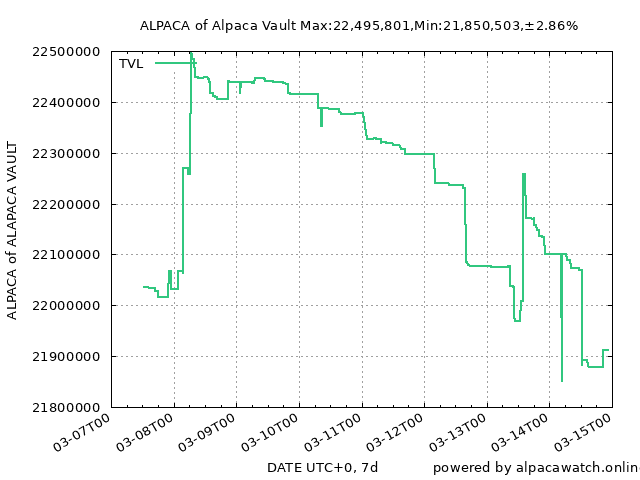 ALPACA of Alpaca Vault Max:22,495,801,Min:21,850,503,±2.86%
TVL
ALPACA of ALAPACA VAULT
22500000
22400000
22300000
22200000
22100000
22000000
21900000
21800000
03-07T00
03-08T00
03-09T00
03-10T00
03-11T00
03-12T00
03-13T00
03-14T00
03-15T00
DATE UTC+0, 7d
powered by alpacawatch.online